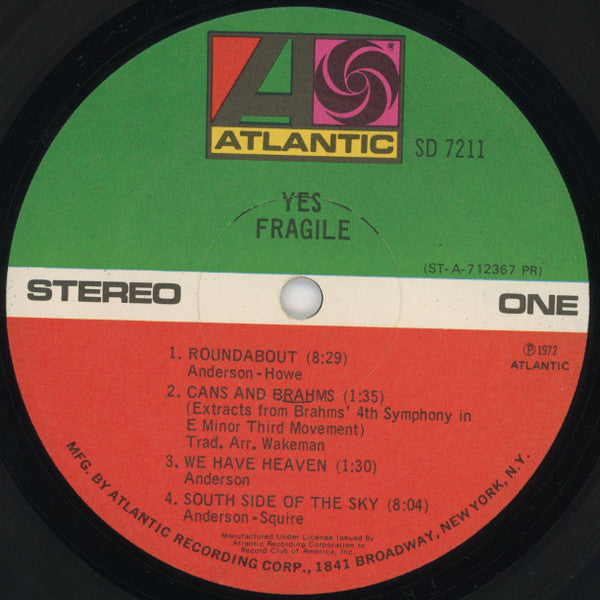 ATLANTIC
SD 7211
YES
FRAGILE
(ST-A-712367 PR)
STEREO
ONE
℗ 1972
ATLANTIC
1. ROUNDABOUT (8:29)
Anderson-Howe
2. CANS AND BRAHMS (1:35)
(Extracts from Brahms' 4th Symphony in
E Minor Third Movement)
Trad. Arr. Wakeman
3. WE HAVE HEAVEN (1:30)
Anderson
4. SOUTH SIDE OF THE SKY (8:04)
Anderson-Squire
Manufactured Under License Issued By
Atlantic Recording Corporation to
Record Club of America, Inc.
MFG. BY ATLANTIC RECORDING CORP., 1841 BROADWAY, NEW YORK, N.Y.